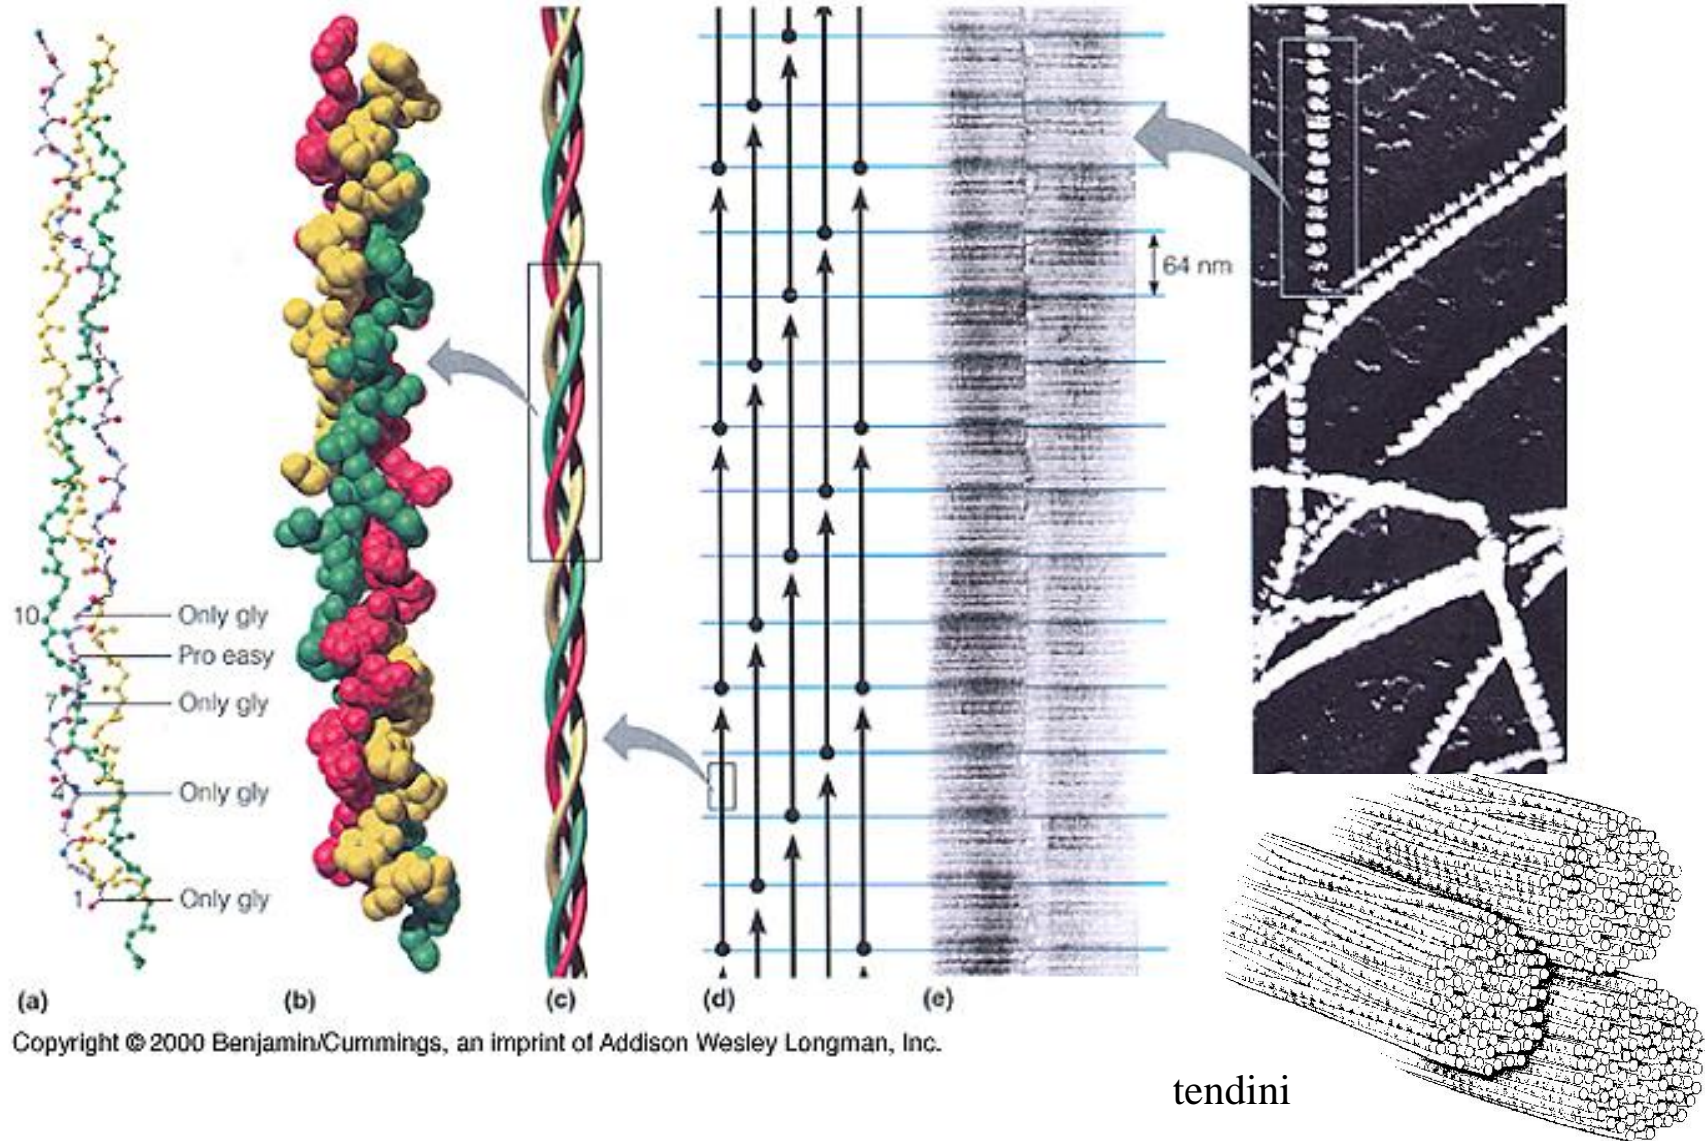 64 nm
10
Only gly
Pro easy
7
Only gly
4
Only gly
1
Only gly
(a)
(b)
(c)
(d)
(e)
Copyright © 2000 Benjamin/Cummings, an imprint of Addison Wesley Longman, Inc.
tendini